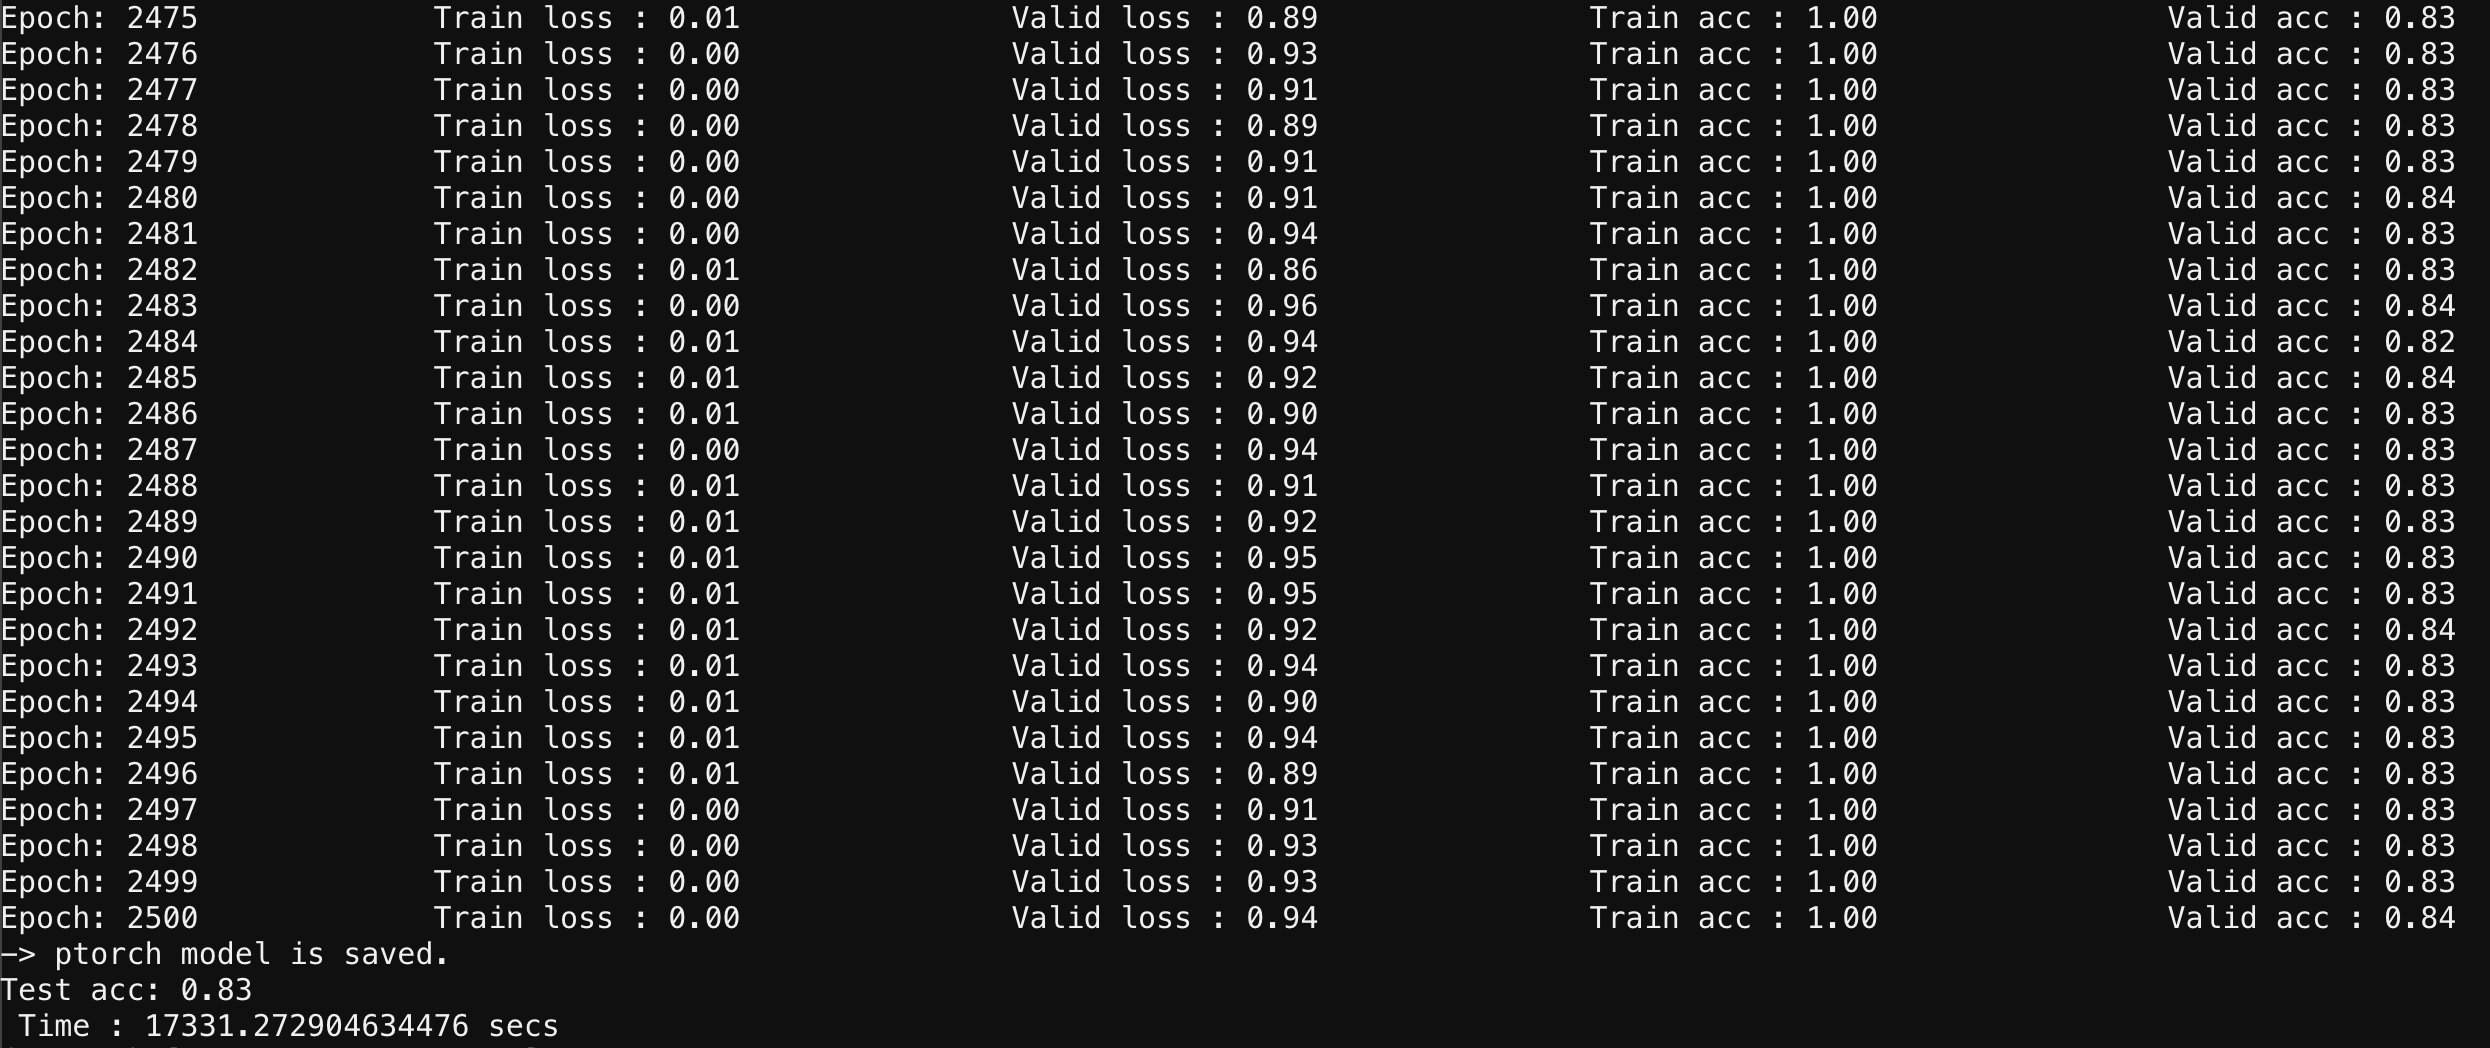 Epoch: 2475 Train loss : 0.01 Valid loss : 0.89 Train acc : 1.00 Valid acc : 0.83
Epoch: 2476 Train loss : 0.00 Valid loss : 0.93 Train acc : 1.00 Valid acc : 0.83
Epoch: 2477 Train loss : 0.00 Valid loss : 0.91 Train acc : 1.00 Valid acc : 0.83
Epoch: 2478 Train loss : 0.00 Valid loss : 0.89 Train acc : 1.00 Valid acc : 0.83
Epoch: 2479 Train loss : 0.00 Valid loss : 0.91 Train acc : 1.00 Valid acc : 0.83
Epoch: 2480 Train loss : 0.00 Valid loss : 0.91 Train acc : 1.00 Valid acc : 0.84
Epoch: 2481 Train loss : 0.00 Valid loss : 0.94 Train acc : 1.00 Valid acc : 0.83
Epoch: 2482 Train loss : 0.01 Valid loss : 0.86 Train acc : 1.00 Valid acc : 0.83
Epoch: 2483 Train loss : 0.00 Valid loss : 0.96 Train acc : 1.00 Valid acc : 0.84
Epoch: 2484 Train loss : 0.01 Valid loss : 0.94 Train acc : 1.00 Valid acc : 0.82
Epoch: 2485 Train loss : 0.01 Valid loss : 0.92 Train acc : 1.00 Valid acc : 0.84
Epoch: 2486 Train loss : 0.01 Valid loss : 0.90 Train acc : 1.00 Valid acc : 0.83
Epoch: 2487 Train loss : 0.00 Valid loss : 0.94 Train acc : 1.00 Valid acc : 0.83
Epoch: 2488 Train loss : 0.01 Valid loss : 0.91 Train acc : 1.00 Valid acc : 0.83
Epoch: 2489 Train loss : 0.01 Valid loss : 0.92 Train acc : 1.00 Valid acc : 0.83
Epoch: 2490 Train loss : 0.01 Valid loss : 0.95 Train acc : 1.00 Valid acc : 0.83
Epoch: 2491 Train loss : 0.01 Valid loss : 0.95 Train acc : 1.00 Valid acc : 0.83
Epoch: 2492 Train loss : 0.01 Valid loss : 0.92 Train acc : 1.00 Valid acc : 0.84
Epoch: 2493 Train loss : 0.01 Valid loss : 0.94 Train acc : 1.00 Valid acc : 0.83
Epoch: 2494 Train loss : 0.01 Valid loss : 0.90 Train acc : 1.00 Valid acc : 0.83
Epoch: 2495 Train loss : 0.01 Valid loss : 0.94 Train acc : 1.00 Valid acc : 0.83
Epoch: 2496 Train loss : 0.01 Valid loss : 0.89 Train acc : 1.00 Valid acc : 0.83
Epoch: 2497 Train loss : 0.00 Valid loss : 0.91 Train acc : 1.00 Valid acc : 0.83
Epoch: 2498 Train loss : 0.00 Valid loss : 0.93 Train acc : 1.00 Valid acc : 0.83
Epoch: 2499 Train loss : 0.00 Valid loss : 0.93 Train acc : 1.00 Valid acc : 0.83
Epoch: 2500 Train loss : 0.00 Valid loss : 0.94 Train acc : 1.00 Valid acc : 0.84
—> ptorch model is saved.
Test acc: 0.83
Time : 17331.272904634476 secs